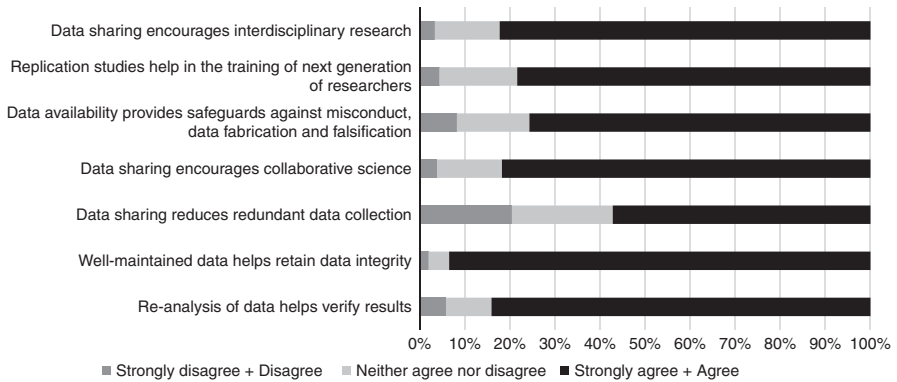 Data sharing encourages interdisciplinary research
Replication studies help in the training of next generation
of researchers
Data availability provides safeguards against misconduct,
data fabrication and falsification
Data sharing encourages collaborative science
Data sharing reduces redundant data collection
Well-maintained data helps retain data integrity
Re-analysis of data helps verify results
0% 10% 20% 30% 40% 50% 60% 70% 80% 90% 100%
Strongly disagree + Disagree Neither agree nor disagree Strongly agree + Agree